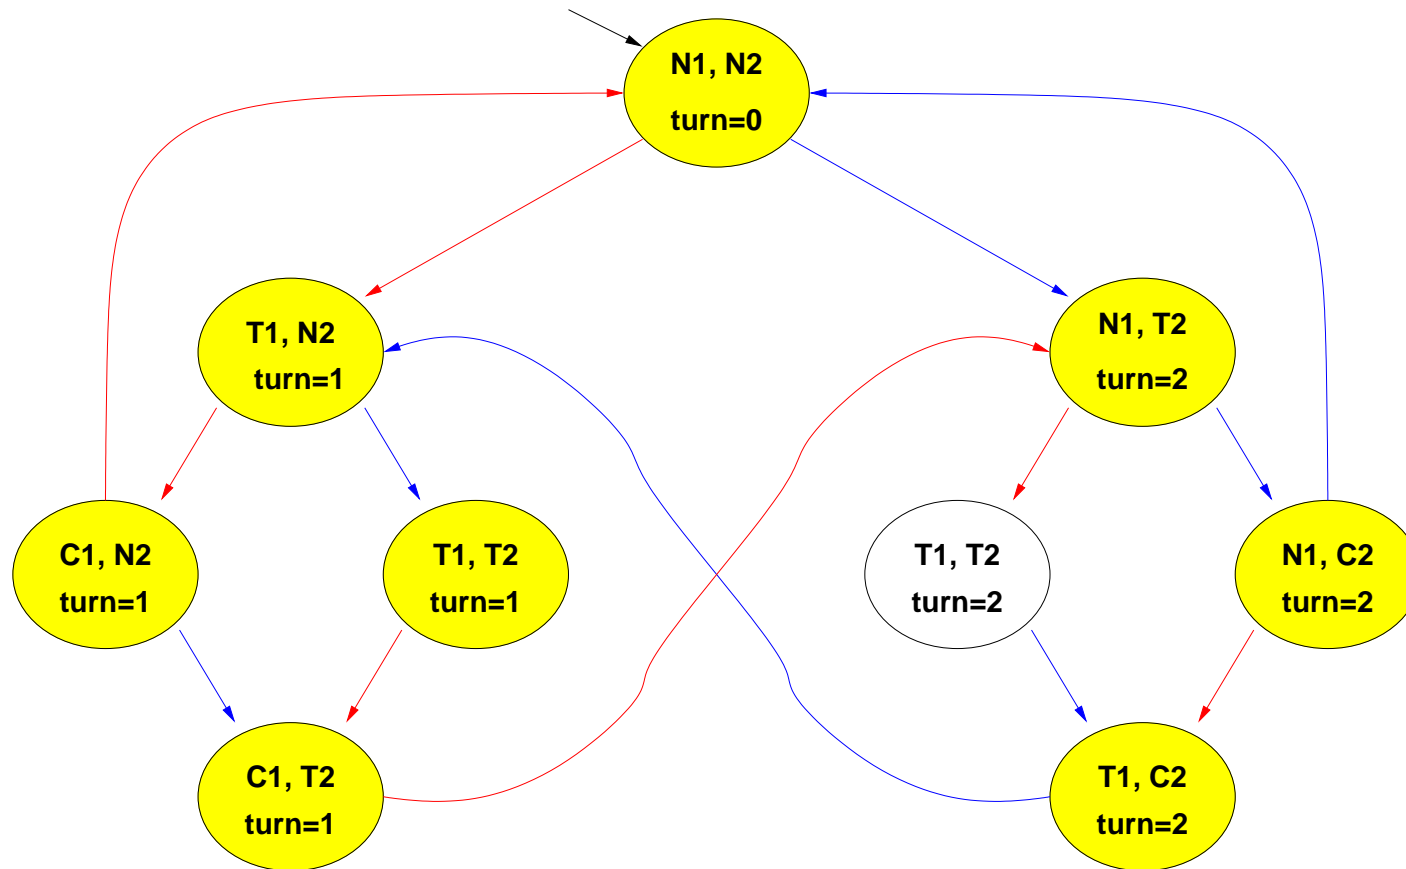 N1, N2
turn=0
T1, N2
turn=1
N1, T2
turn=2
C1, N2
turn=1
T1, T2
turn=1
T1, T2
turn=2
N1, C2
turn=2
C1, T2
turn=1
T1, C2
turn=2